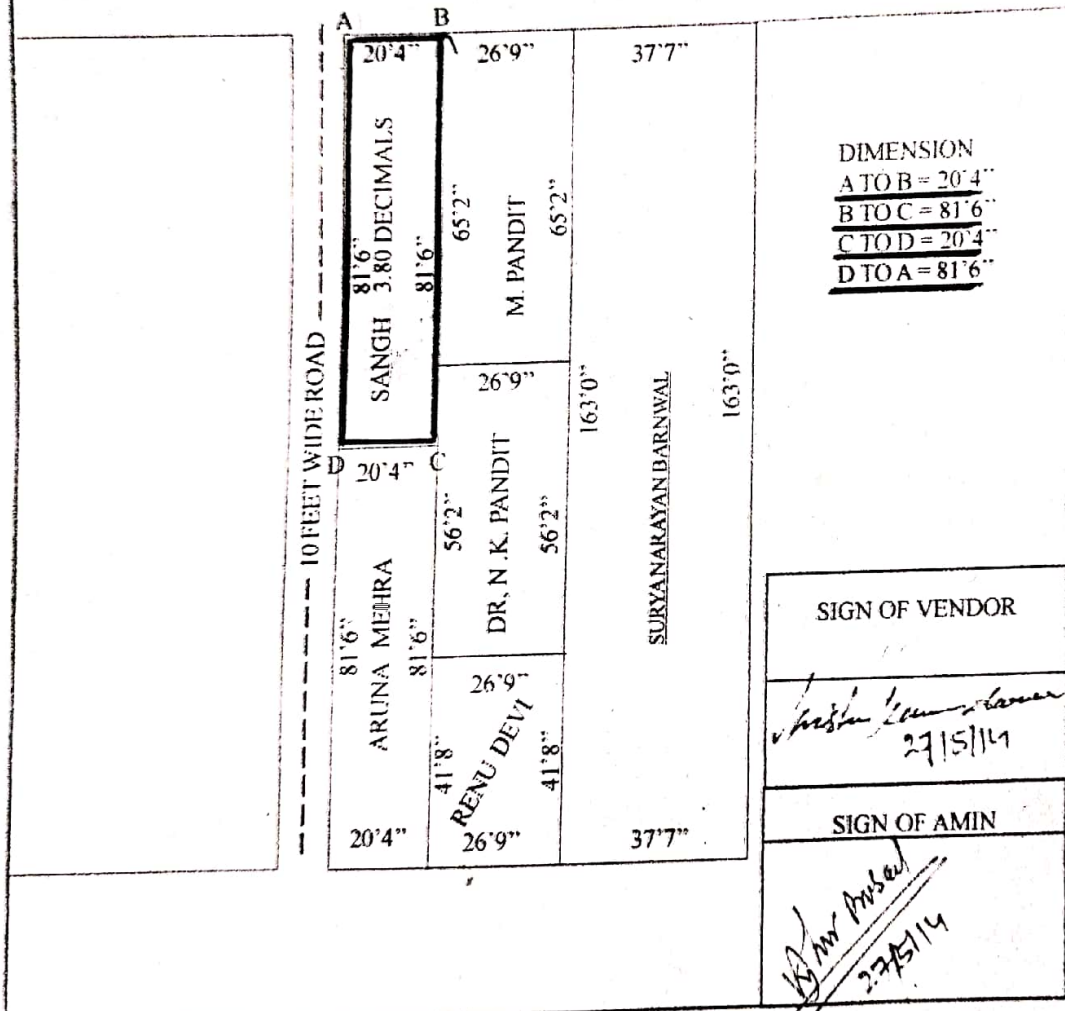 A B
20'4" 26'9" 37'7"
10 FEET WIDE ROAD
81'6"
SANGH 3.80 DECIMALS
81'6"
65'2"
M. PANDIT
65'2"
DIMENSION
A TO B = 20'4"
B TO C = 81'6"
C TO D = 20'4"
D TO A = 81'6"
D 20'4" C
26'9"
163'0"
SURYANARAYAN BARNWAL
163'0"
56'2"
DR, N .K. PANDIT
56'2"
81'6"
ARUNA MEHRA
81'6"
26'9"
41'8"
RENU DEVI
41'8"
20'4" 26'9" 37'7"
SIGN OF VENDOR
27/5/14
SIGN OF AMIN
27/5/14